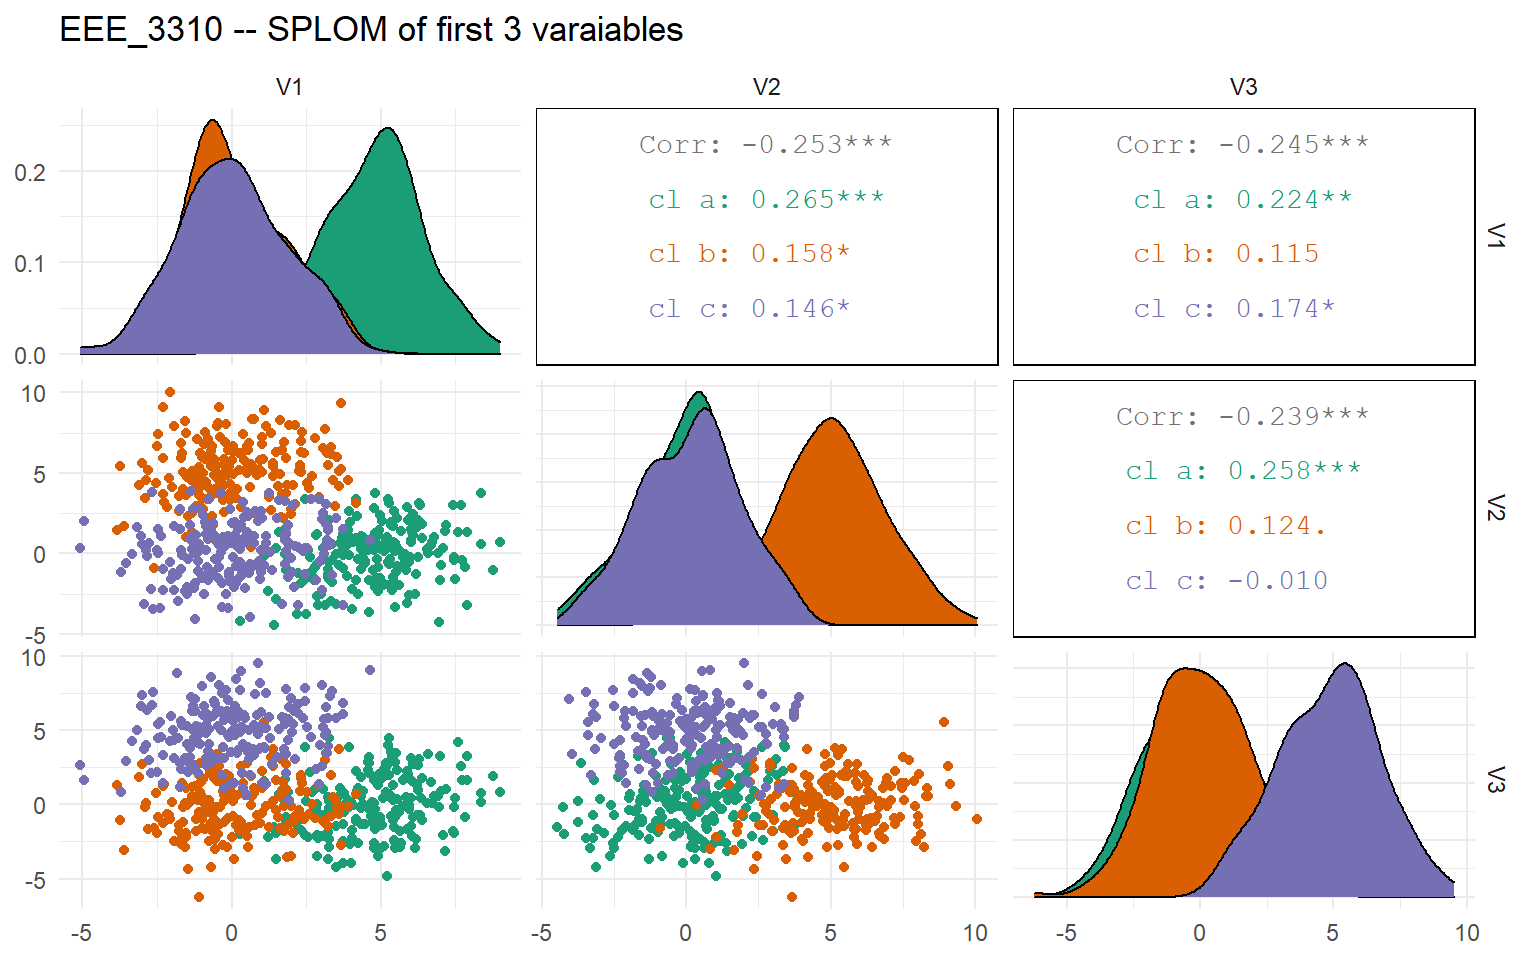 EEE_3310 -- SPLOM of first 3 varaiables
V1
V2
V3
0.2
0.1
0.0
Corr: -0.253***
cl a: 0.265***
cl b: 0.158*
cl c: 0.146*
Corr: -0.245***
cl a: 0.224**
cl b: 0.115
cl c: 0.174*
V1
10
5
0
-5
Corr: -0.239***
cl a: 0.258***
cl b: 0.124.
cl c: -0.010
V2
10
5
0
-5
V3
-5 0 5
-5 0 5 10
-5 0 5 10